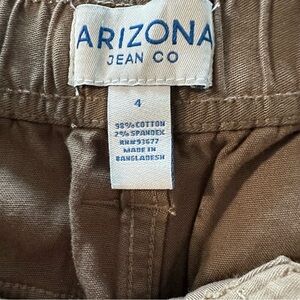 ARIZONA
JEAN CO
4
98% COTTON
2% SPANDEX
RN#93677
MADE IN
BANGLADESH